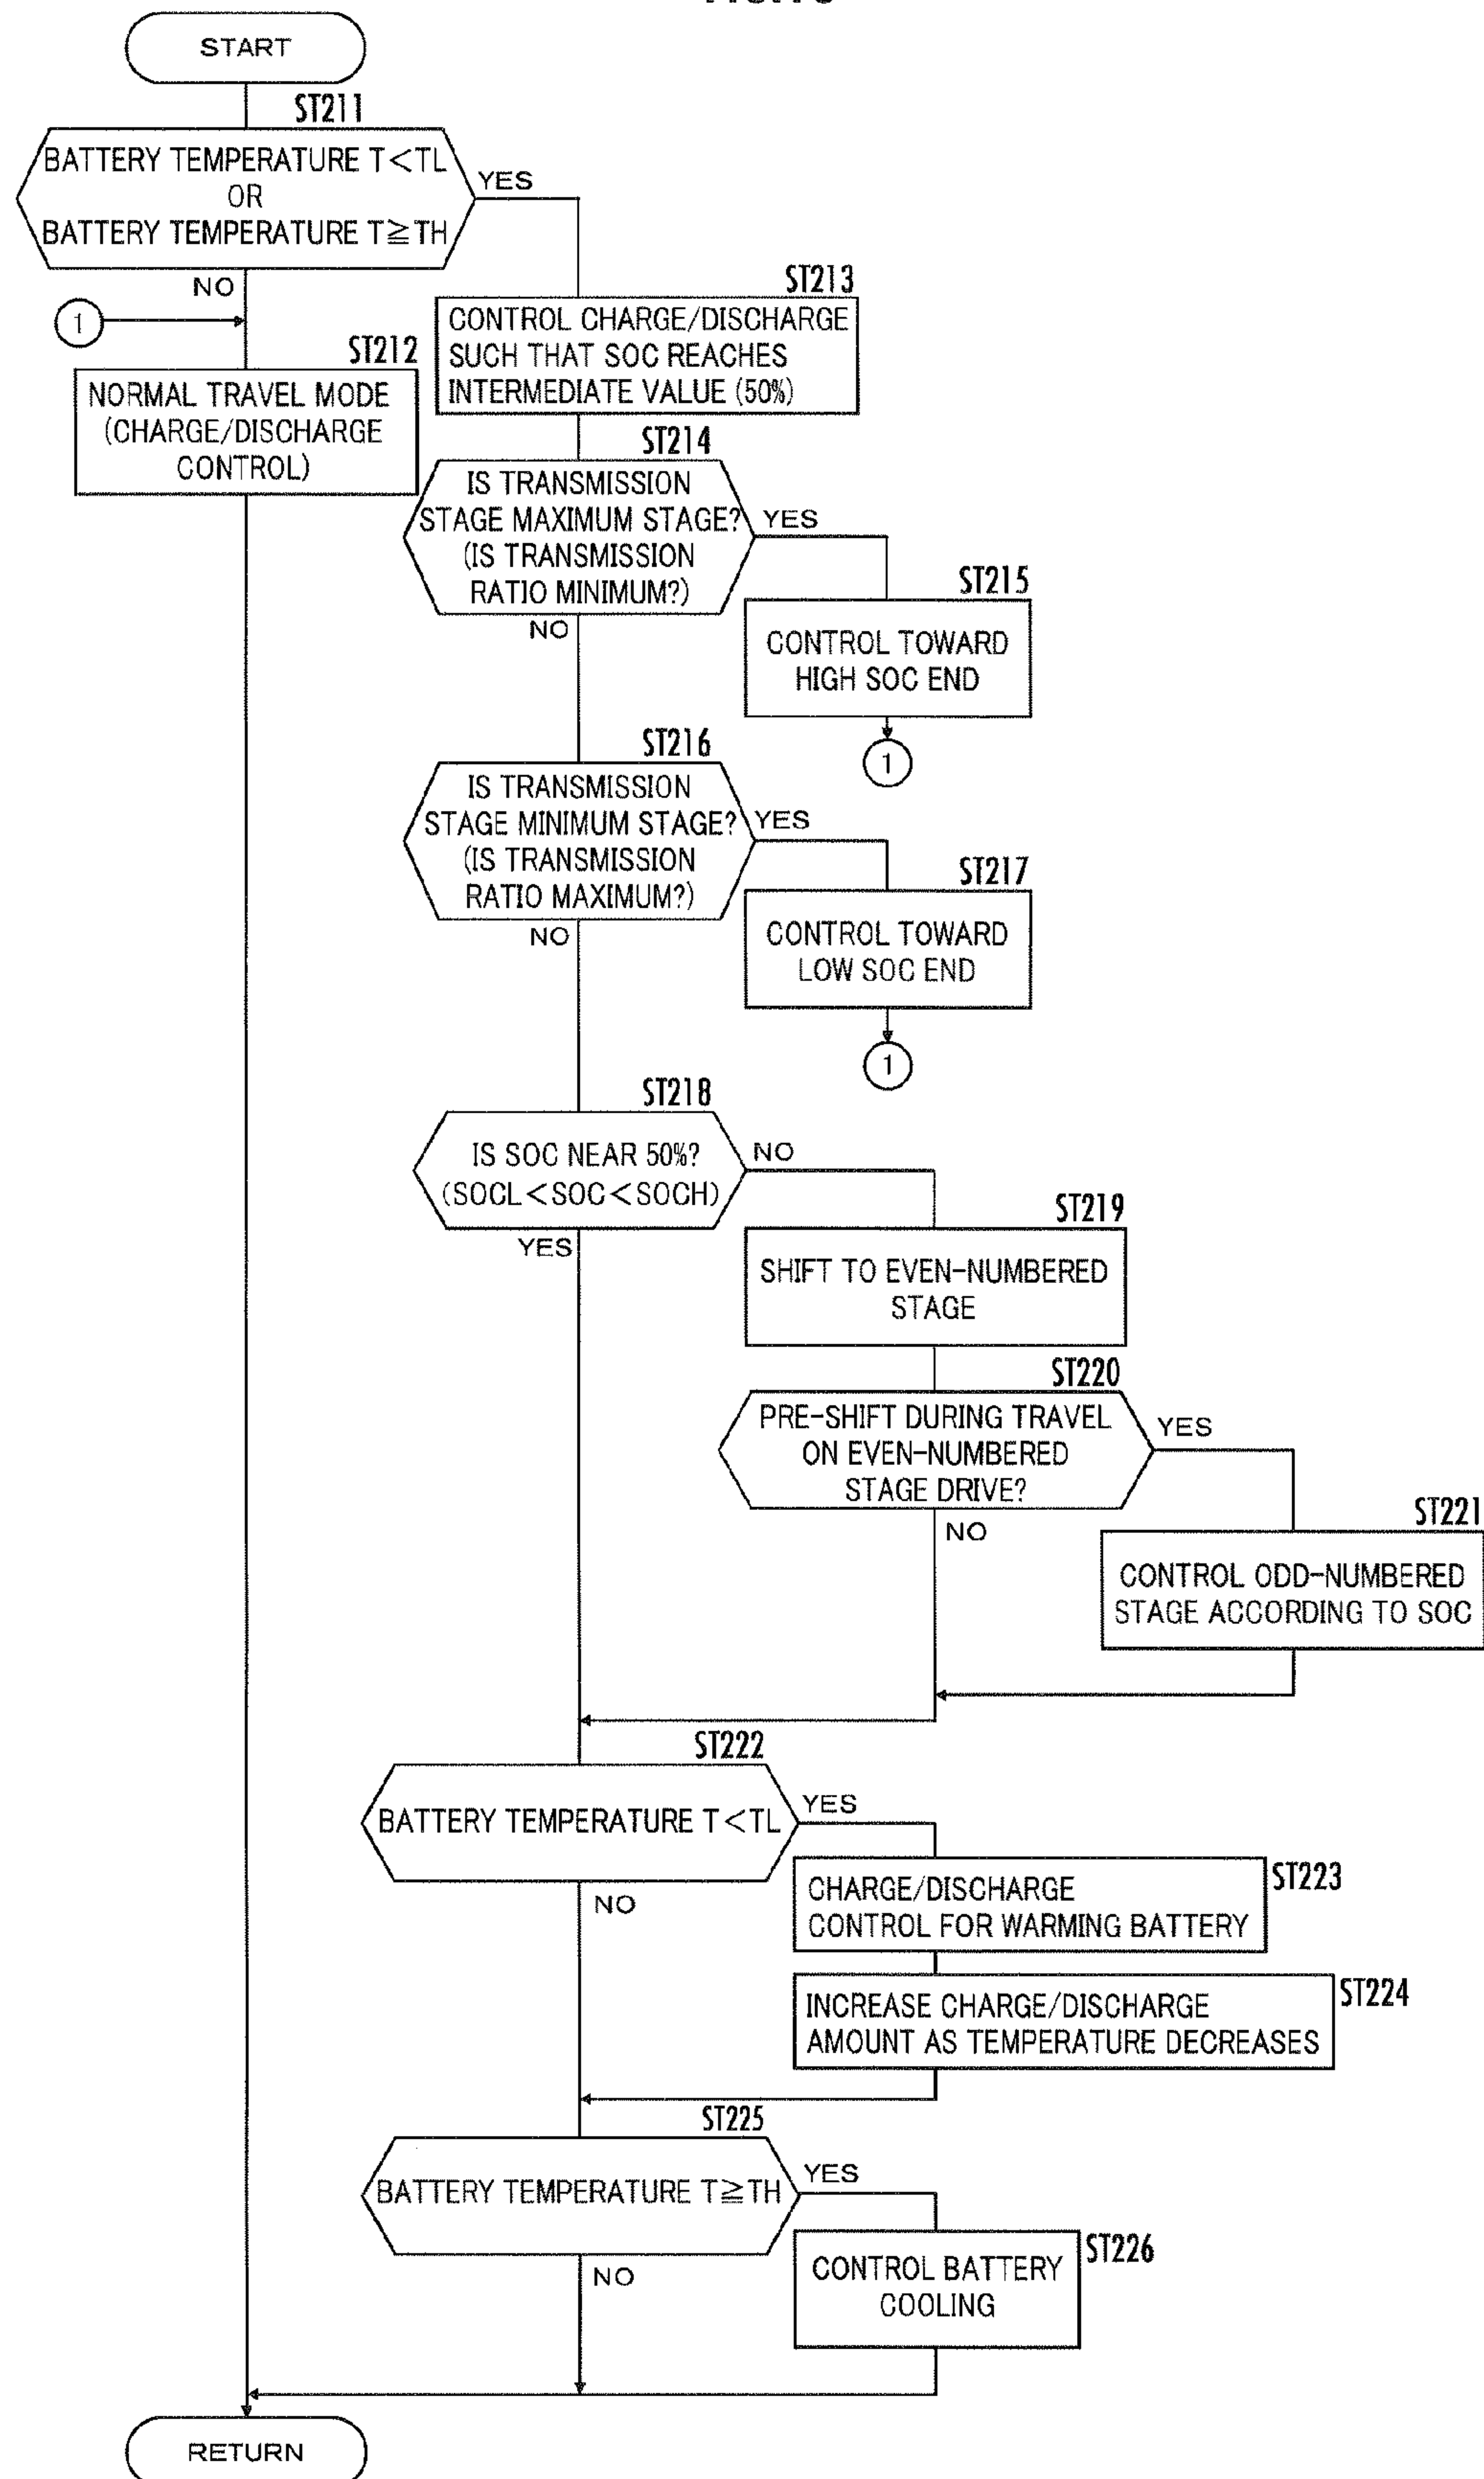 START
ST211
BATTERY TEMPERATURE T<TL
OR
BATTERY TEMPERATURE T≧TH
YES
NO
1
ST212
NORMAL TRAVEL MODE
(CHARGE/DISCHARGE
CONTROL)
ST213
CONTROL CHARGE/DISCHARGE
SUCH THAT SOC REACHES
INTERMEDIATE VALUE (50%)
ST214
IS TRANSMISSION
STAGE MAXIMUM STAGE?
(IS TRANSMISSION
RATIO MINIMUM?)
YES
NO
ST215
CONTROL TOWARD
HIGH SOC END
1
ST216
IS TRANSMISSION
STAGE MINIMUM STAGE?
(IS TRANSMISSION
RATIO MAXIMUM?)
YES
NO
ST217
CONTROL TOWARD
LOW SOC END
1
ST218
IS SOC NEAR 50%?
(SOCL<SOC<SOCH)
NO
YES
ST219
SHIFT TO EVEN-NUMBERED
STAGE
ST220
PRE-SHIFT DURING TRAVEL
ON EVEN-NUMBERED
STAGE DRIVE?
YES
NO
ST221
CONTROL ODD-NUMBERED
STAGE ACCORDING TO SOC
ST222
BATTERY TEMPERATURE T<TL
YES
NO
ST223
CHARGE/DISCHARGE
CONTROL FOR WARMING BATTERY
ST224
INCREASE CHARGE/DISCHARGE
AMOUNT AS TEMPERATURE DECREASES
ST225
BATTERY TEMPERATURE T≧TH
YES
NO
ST226
CONTROL BATTERY
COOLING
RETURN